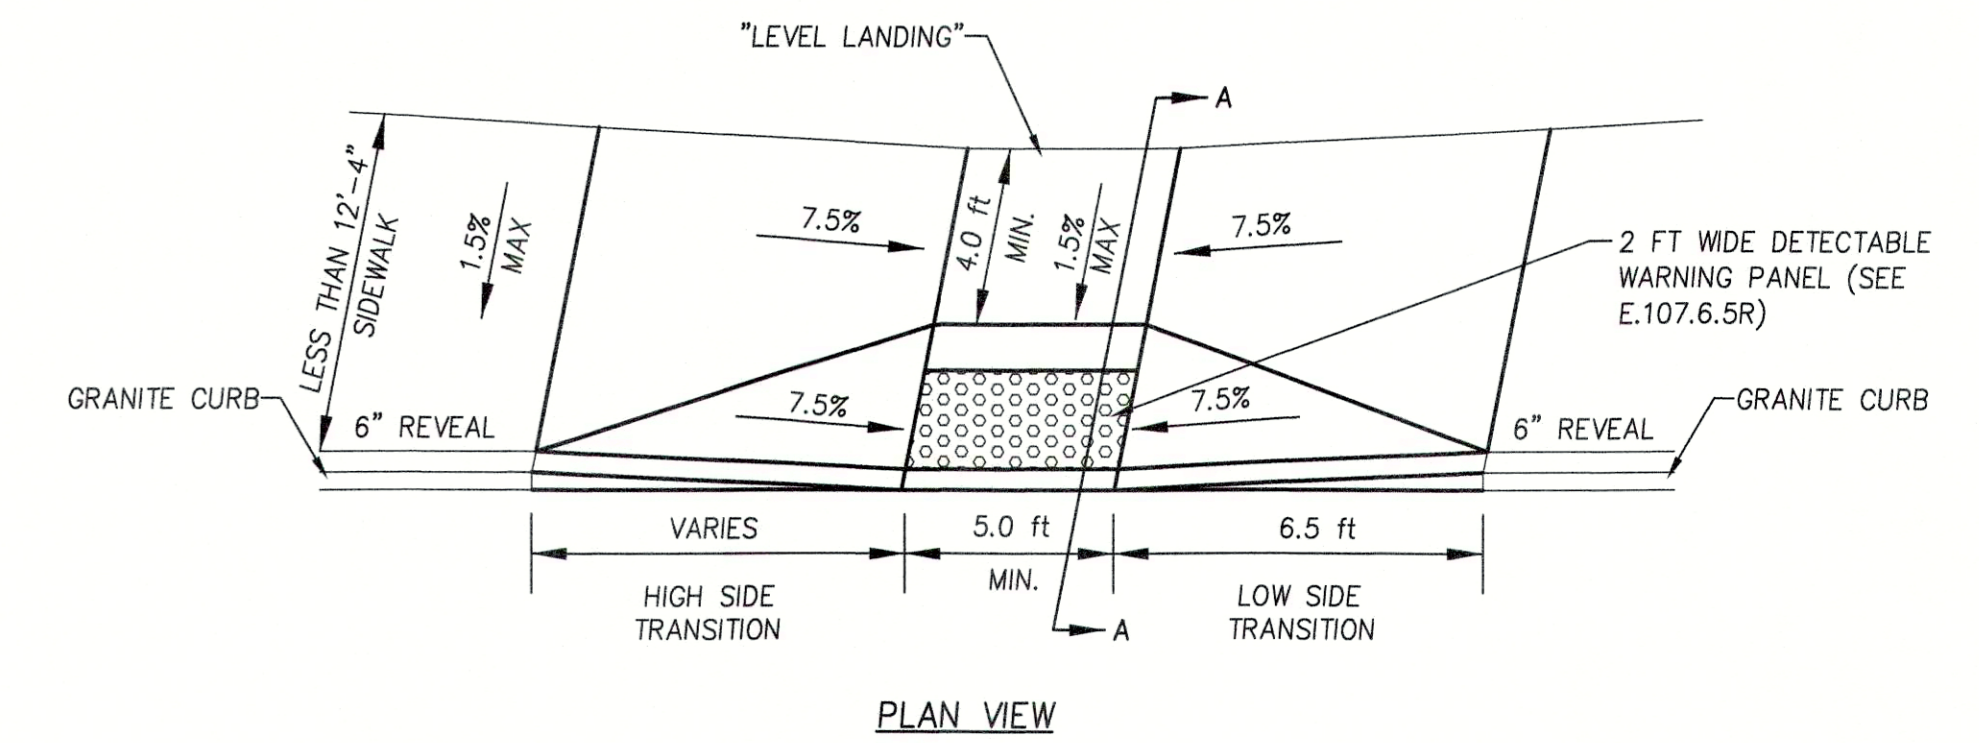 "LEVEL LANDING"
A
LESS THAN 12'-4"
SIDEWALK
1.5%
MAX
7.5%
4.0 ft
MIN.
1.5%
MAX
7.5%
2 FT WIDE DETECTABLE
WARNING PANEL (SEE
E.107.6.5R)
GRANITE CURB
6" REVEAL
7.5%
7.5%
6" REVEAL
GRANITE CURB
VARIES
5.0 ft
MIN.
6.5 ft
HIGH SIDE
TRANSITION
LOW SIDE
TRANSITION
A
PLAN VIEW